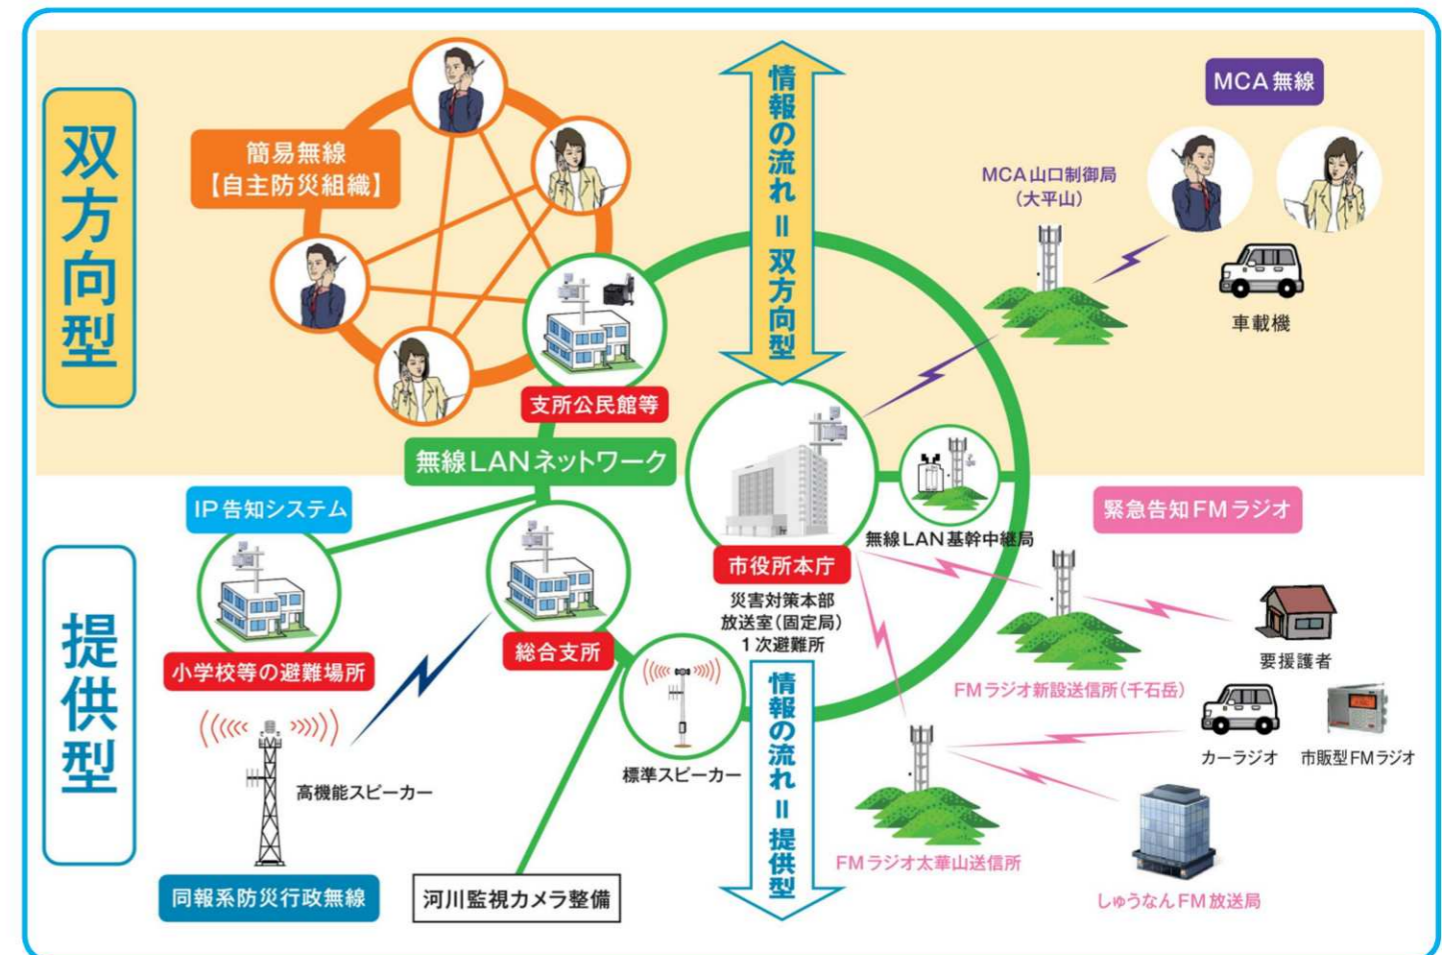 双方向型
簡易無線
【自主防災組織】
情報の流れ＝双方向型
MCA無線
MCA山口制御局
（大平山）
車載機
支所公民館等
無線LANネットワーク
IP告知システム
小学校等の避難場所
総合支所
市役所本庁
災害対策本部
放送室（固定局）
1次避難所
無線LAN基幹中継局
緊急告知FMラジオ
提供型
高機能スピーカー
標準スピーカー
同報系防災行政無線
河川監視カメラ整備
情報の流れ＝提供型
FMラジオ新設送信所（千石岳）
要援護者
カーラジオ
市販型FMラジオ
FMラジオ太華山送信所
しゅうなんFM放送局